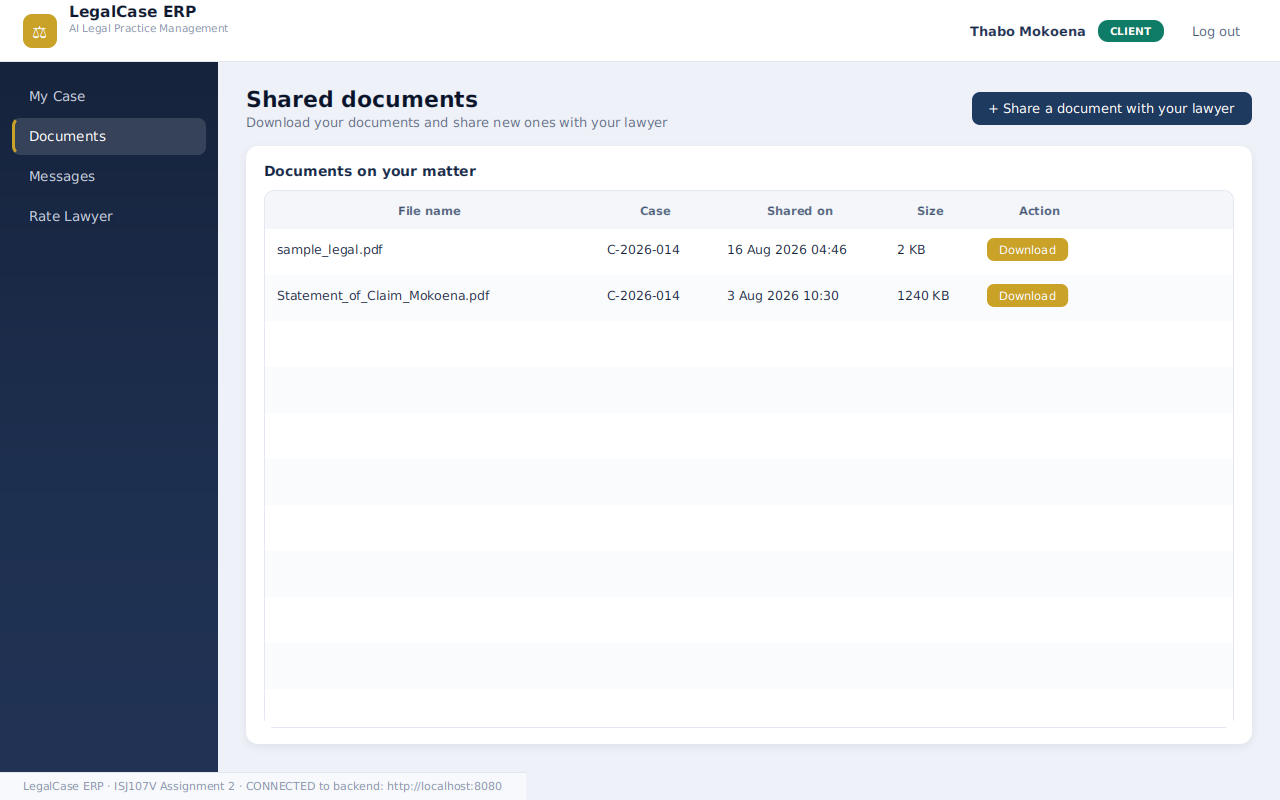 LegalCase ERP
AI Legal Practice Management
Thabo Mokoena CLIENT Log out
My Case
Documents
Messages
Rate Lawyer
Shared documents
Download your documents and share new ones with your lawyer
+ Share a document with your lawyer
Documents on your matter
File name Case Shared on Size Action
sample_legal.pdf C-2026-014 16 Aug 2026 04:46 2 KB Download
Statement_of_Claim_Mokoena.pdf C-2026-014 3 Aug 2026 10:30 1240 KB Download
LegalCase ERP · ISJ107V Assignment 2 · CONNECTED to backend: http://localhost:8080